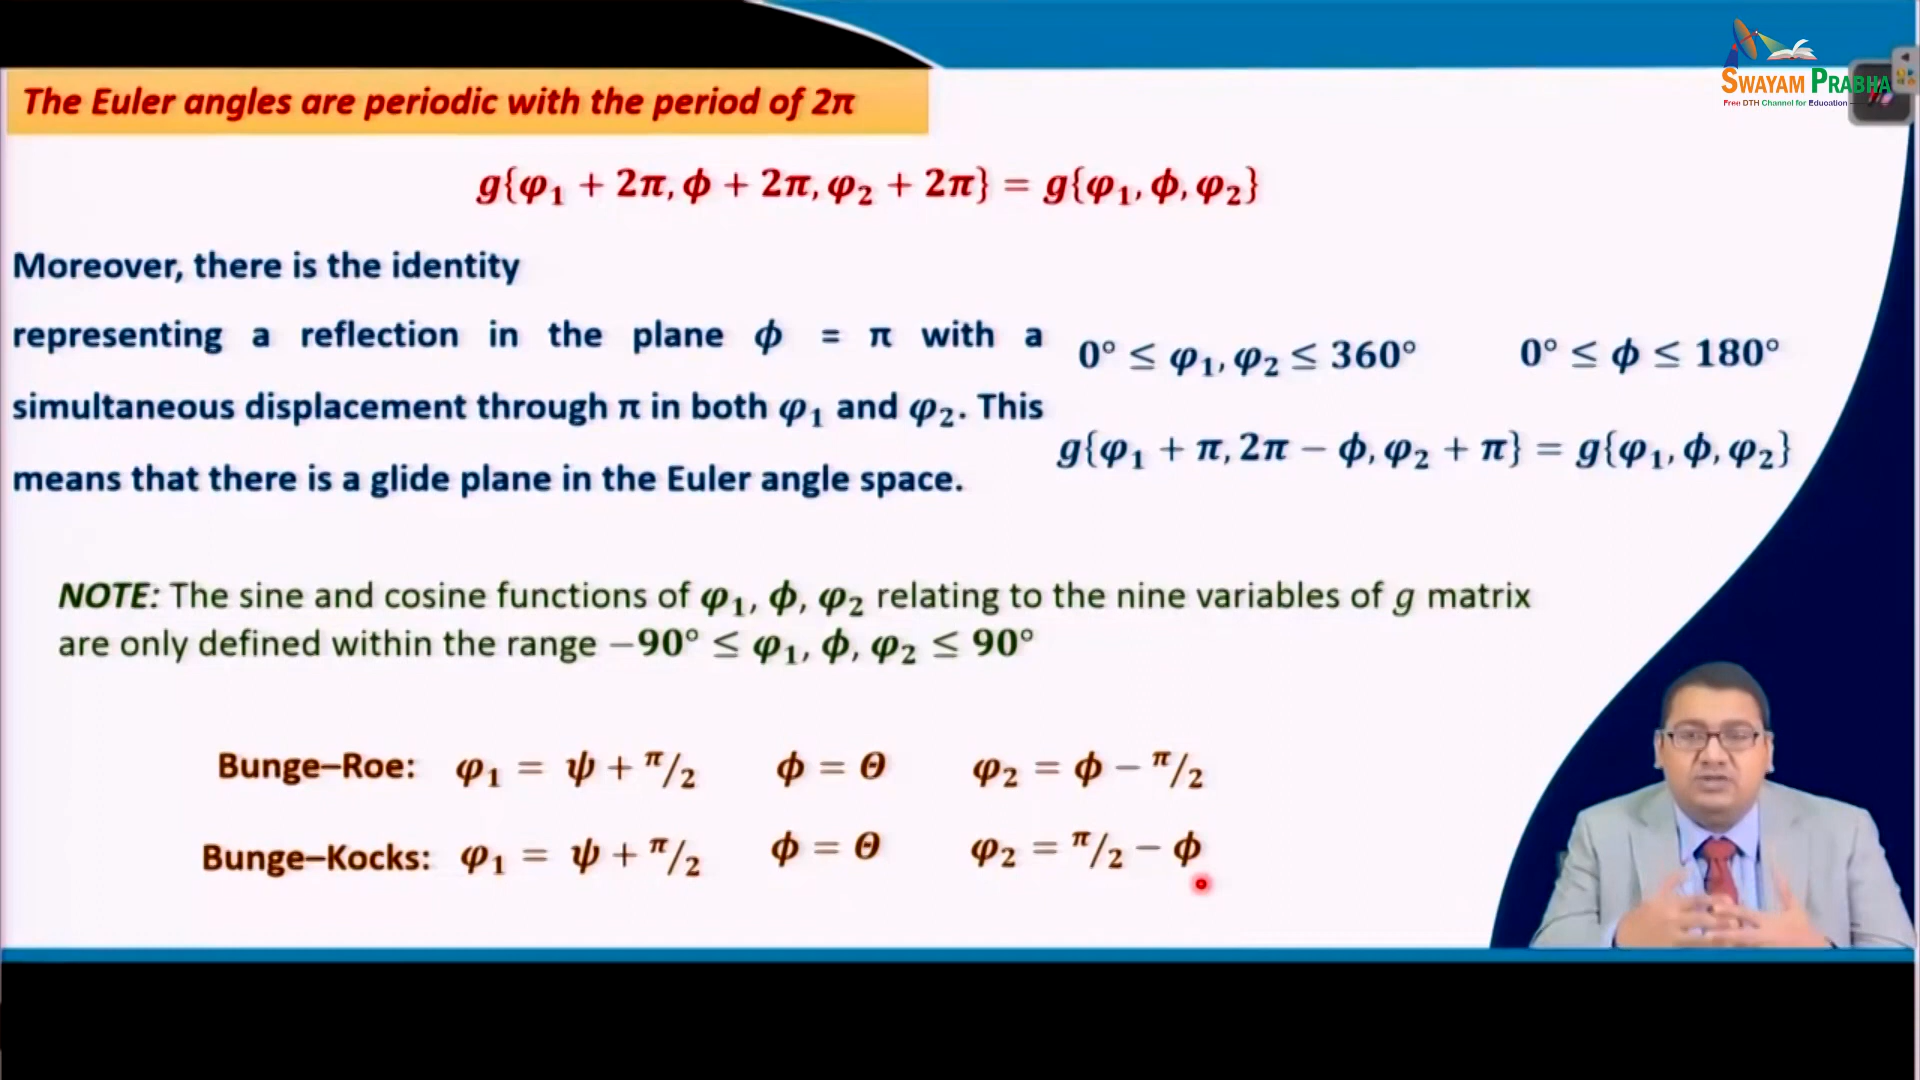 SWAYAM PRABHA
Free DTH Channel for Education
The Euler angles are periodic with the period of 2π
g{φ₁ + 2π, ϕ + 2π, φ₂ + 2π} = g{φ₁, ϕ, φ₂}
Moreover, there is the identity
representing a reflection in the plane ϕ = π with a
simultaneous displacement through π in both φ₁ and φ₂. This
means that there is a glide plane in the Euler angle space.
0° ≤ φ₁, φ₂ ≤ 360° 0° ≤ ϕ ≤ 180°
g{φ₁ + π, 2π − ϕ, φ₂ + π} = g{φ₁, ϕ, φ₂}
NOTE: The sine and cosine functions of φ₁, ϕ, φ₂ relating to the nine variables of g matrix
are only defined within the range −90° ≤ φ₁, ϕ, φ₂ ≤ 90°
Bunge–Roe: φ₁ = ψ + π/2 ϕ = Θ φ₂ = ϕ − π/2
Bunge–Kocks: φ₁ = ψ + π/2 ϕ = Θ φ₂ = π/2 − ϕ